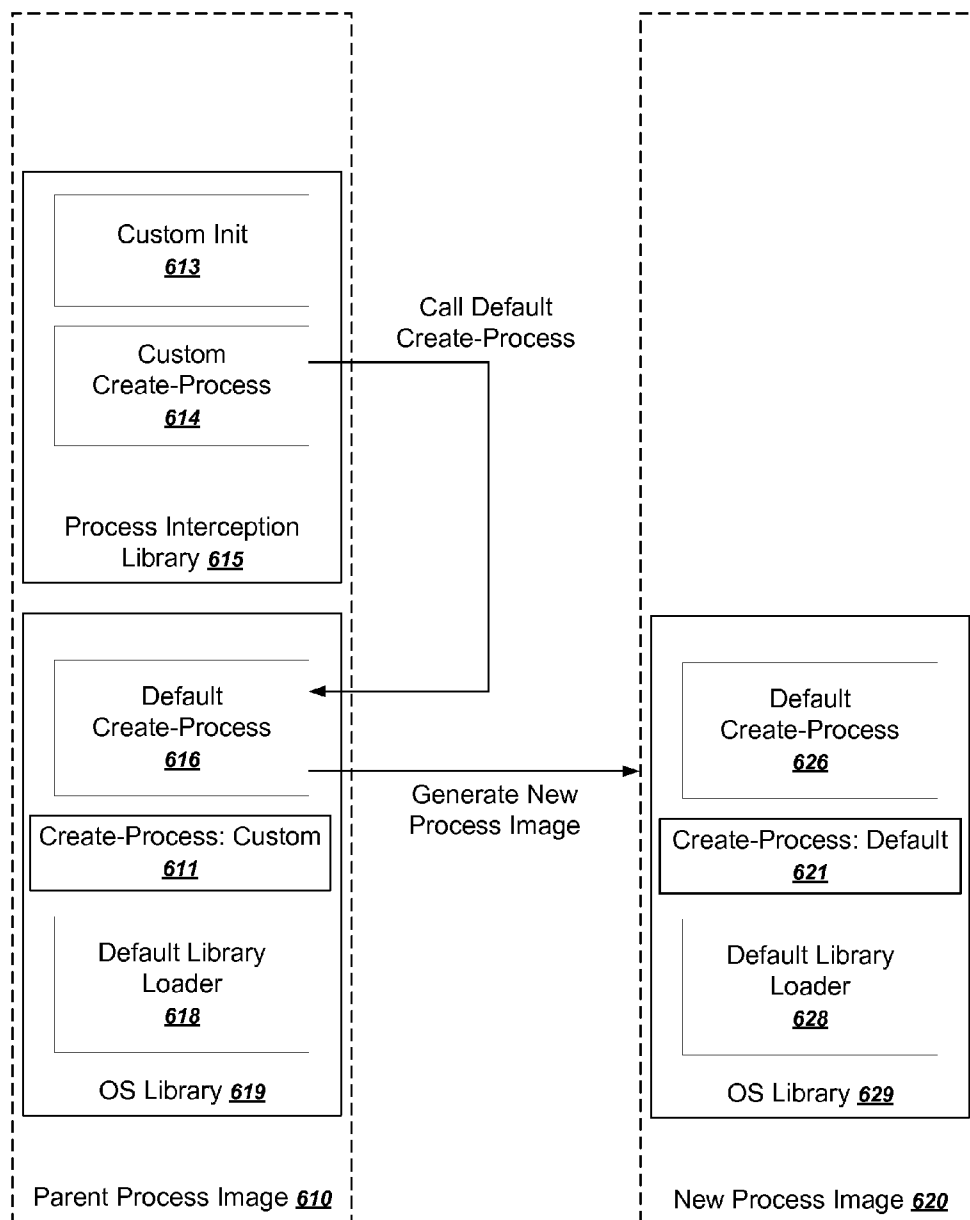 Custom Init
613
Custom
Create-Process
614
Process Interception
Library 615
Call Default
Create-Process
Default
Create-Process
616
Generate New
Process Image
Create-Process: Custom
611
Default Library
Loader
618
OS Library 619
Parent Process Image 610
Default
Create-Process
626
Create-Process: Default
621
Default Library
Loader
628
OS Library 629
New Process Image 620